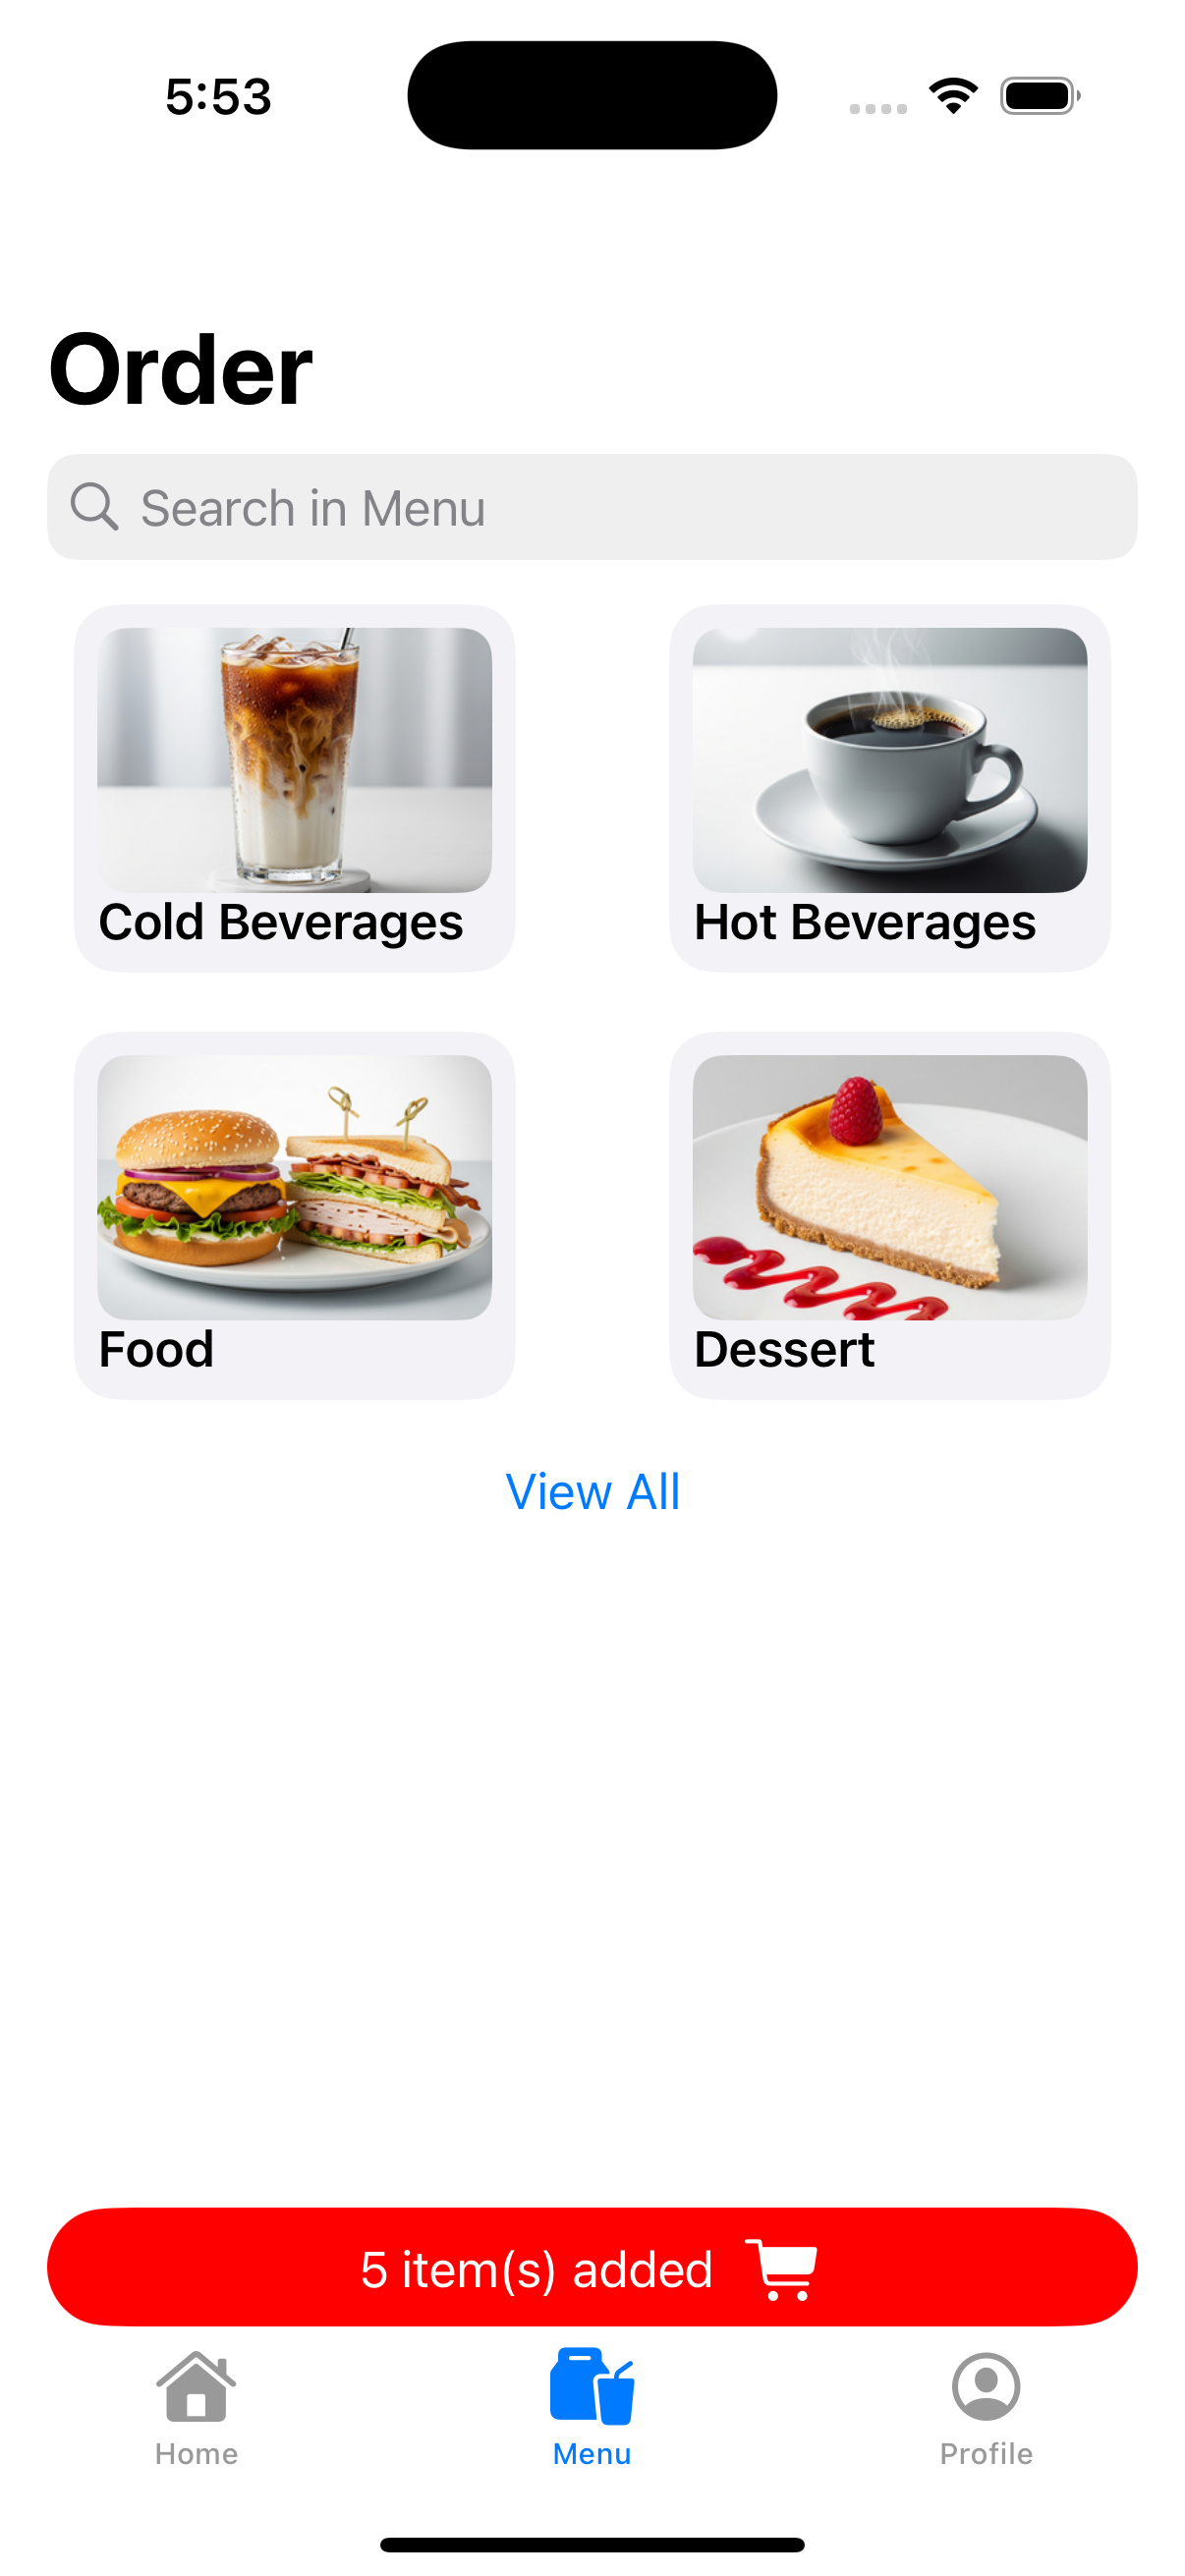 5:53
Order
Search in Menu
Cold Beverages
Hot Beverages
Food
Dessert
View All
5 item(s) added
Home
Menu
Profile